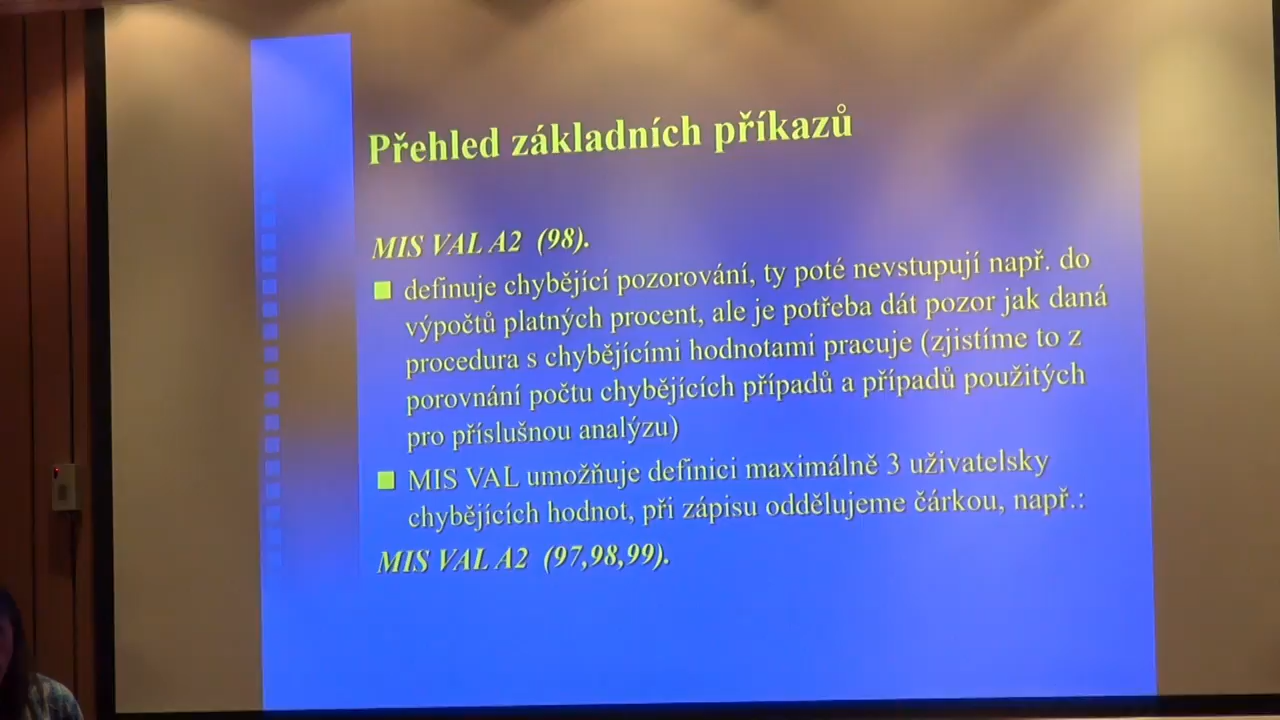 Přehled základních příkazů
MIS VAL A2 (98).
definuje chybějící pozorování, ty poté nevstupují např. do
výpočtů platných procent, ale je potřeba dát pozor jak daná
procedura s chybějícími hodnotami pracuje (zjistíme to z
porovnání počtu chybějících případů a případů použitých
pro příslušnou analýzu)
MIS VAL umožňuje definici maximálně 3 uživatelsky
chybějících hodnot, při zápisu oddělujeme čárkou, např.:
MIS VAL A2 (97,98,99).